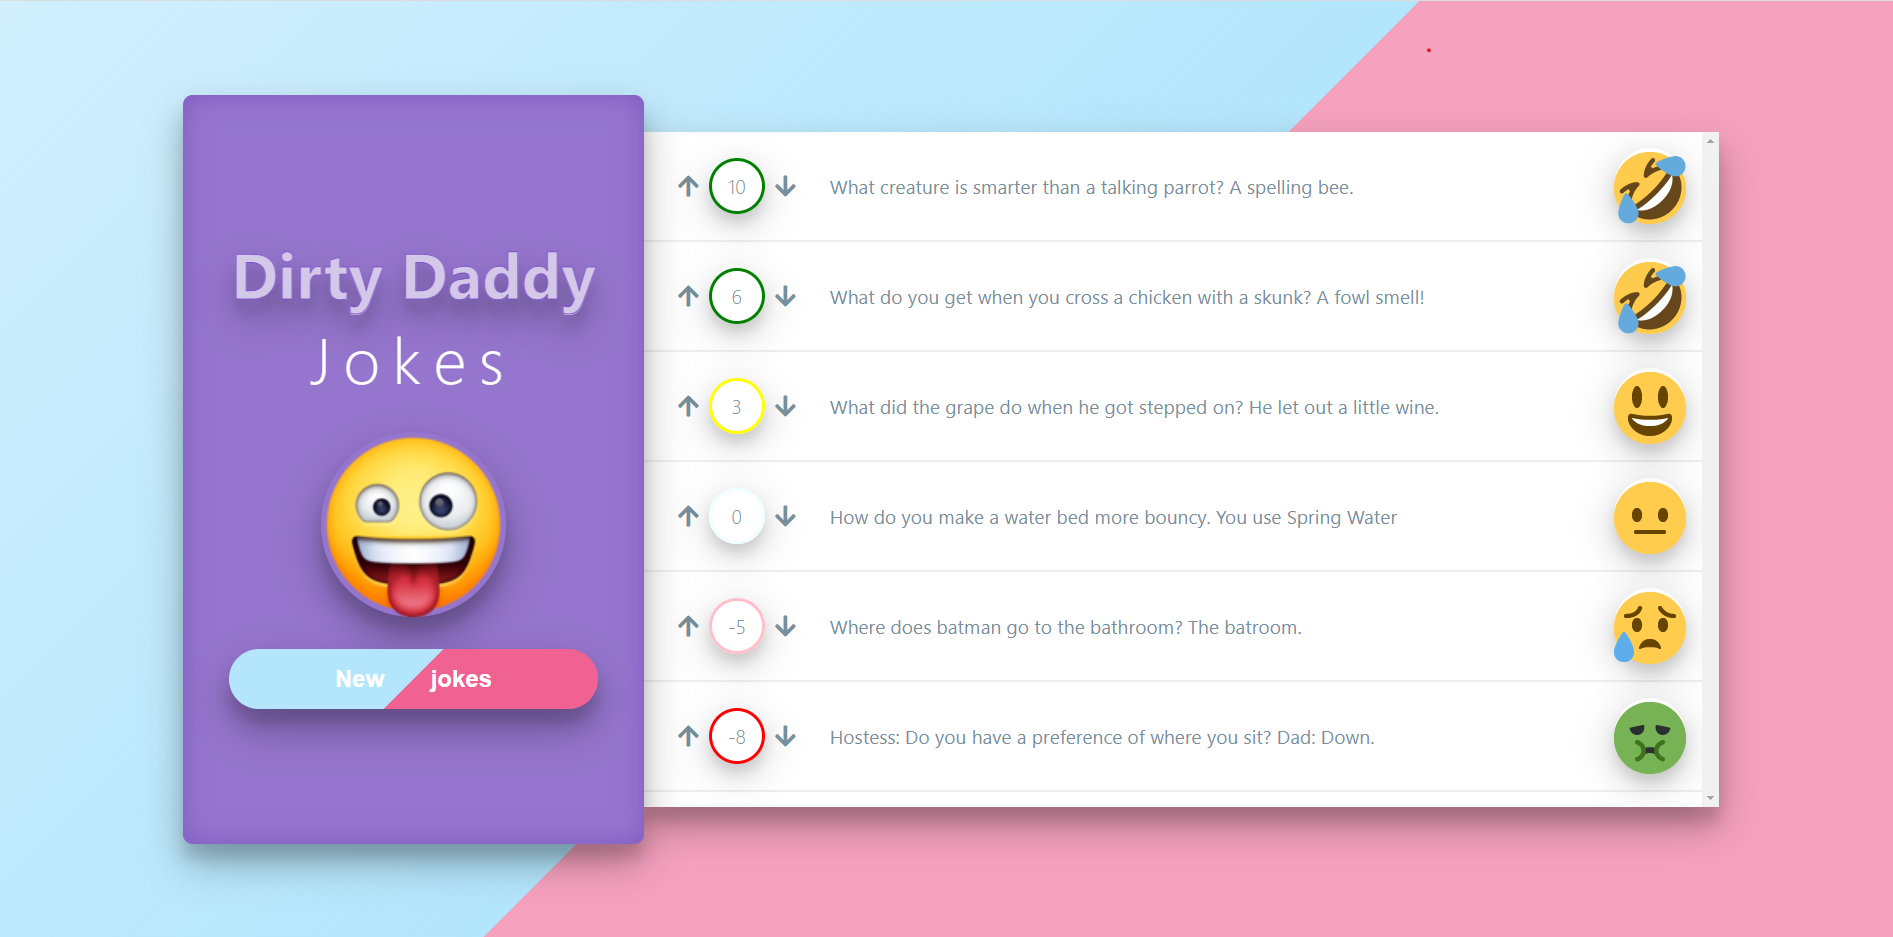 Dirty Daddy
Jokes
New jokes
10 What creature is smarter than a talking parrot? A spelling bee.
6 What do you get when you cross a chicken with a skunk? A fowl smell!
3 What did the grape do when he got stepped on? He let out a little wine.
0 How do you make a water bed more bouncy. You use Spring Water
-5 Where does batman go to the bathroom? The batroom.
-8 Hostess: Do you have a preference of where you sit? Dad: Down.